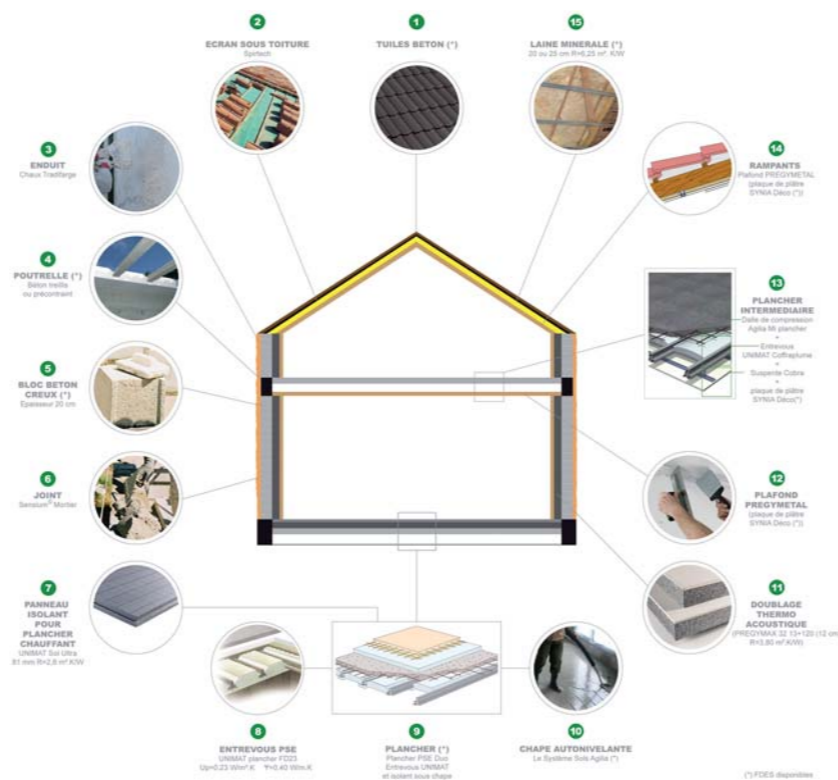 2
ECRAN SOUS TOITURE
Spirtech
1
TUILES BETON (*)
15
LAINE MINERALE (*)
20 ou 25 cm R=6,25 m². K/W
3
ENDUIT
Chaux Tradifarge
14
RAMPANTS
Plafond PREGYMETAL
(plaque de plâtre
SYNIA Déco (*))
4
POUTRELLE (*)
Béton treillis
ou précontraint
13
PLANCHER
INTERMEDIAIRE
Dalle de compression
Agilia Mi plancher
+
Entrevous
UNIMAT Coffraplume
+
Suspente Cobra
+
plaque de plâtre
SYNIA Déco(*)
5
BLOC BETON
CREUX (*)
Epaisseur 20 cm
6
JOINT
Sensium® Mortier
12
PLAFOND
PREGYMETAL
(plaque de plâtre
SYNIA Déco (*))
7
PANNEAU
ISOLANT
POUR
PLANCHER
CHAUFFANT
UNIMAT Sol Ultra
61 mm R=2,8 m².K/W
11
DOUBLAGE
THERMO
ACOUSTIQUE
(PREGYMAX 32 13+120 (12 cm
R=3,80 m².K/W)
8
ENTREVOUS PSE
UNIMAT plancher FD23
Up=0.23 W/m².K Ψ=0.40 W/m.K
9
PLANCHER (*)
Plancher PSE Duo
Entrevous UNIMAT
et isolant sous chape
10
CHAPE AUTONIVELANTE
Le Système Sols Agilia (*)
(*) FDES disponibles